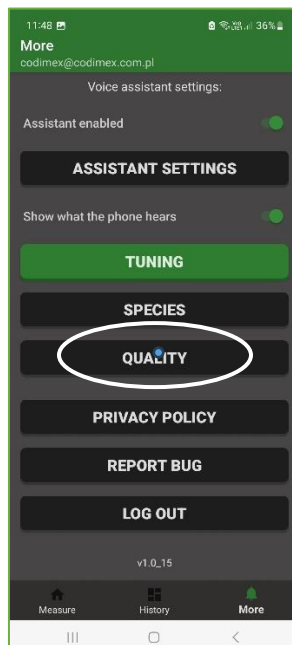 11:48 36%
More
codimex@codimex.com.pl
Voice assistant settings:
Assistant enabled
ASSISTANT SETTINGS
Show what the phone hears
TUNING
SPECIES
QUALITY
PRIVACY POLICY
REPORT BUG
LOG OUT
v1.0_15
Measure History More